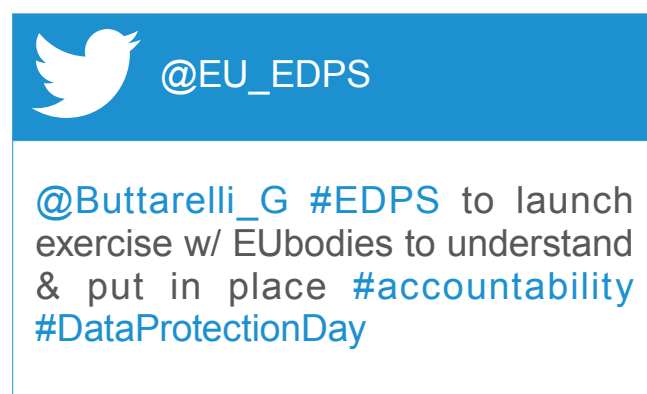 @EU_EDPS
@Buttarelli_G #EDPS to launch
exercise w/ EUbodies to understand
& put in place #accountability
#DataProtectionDay